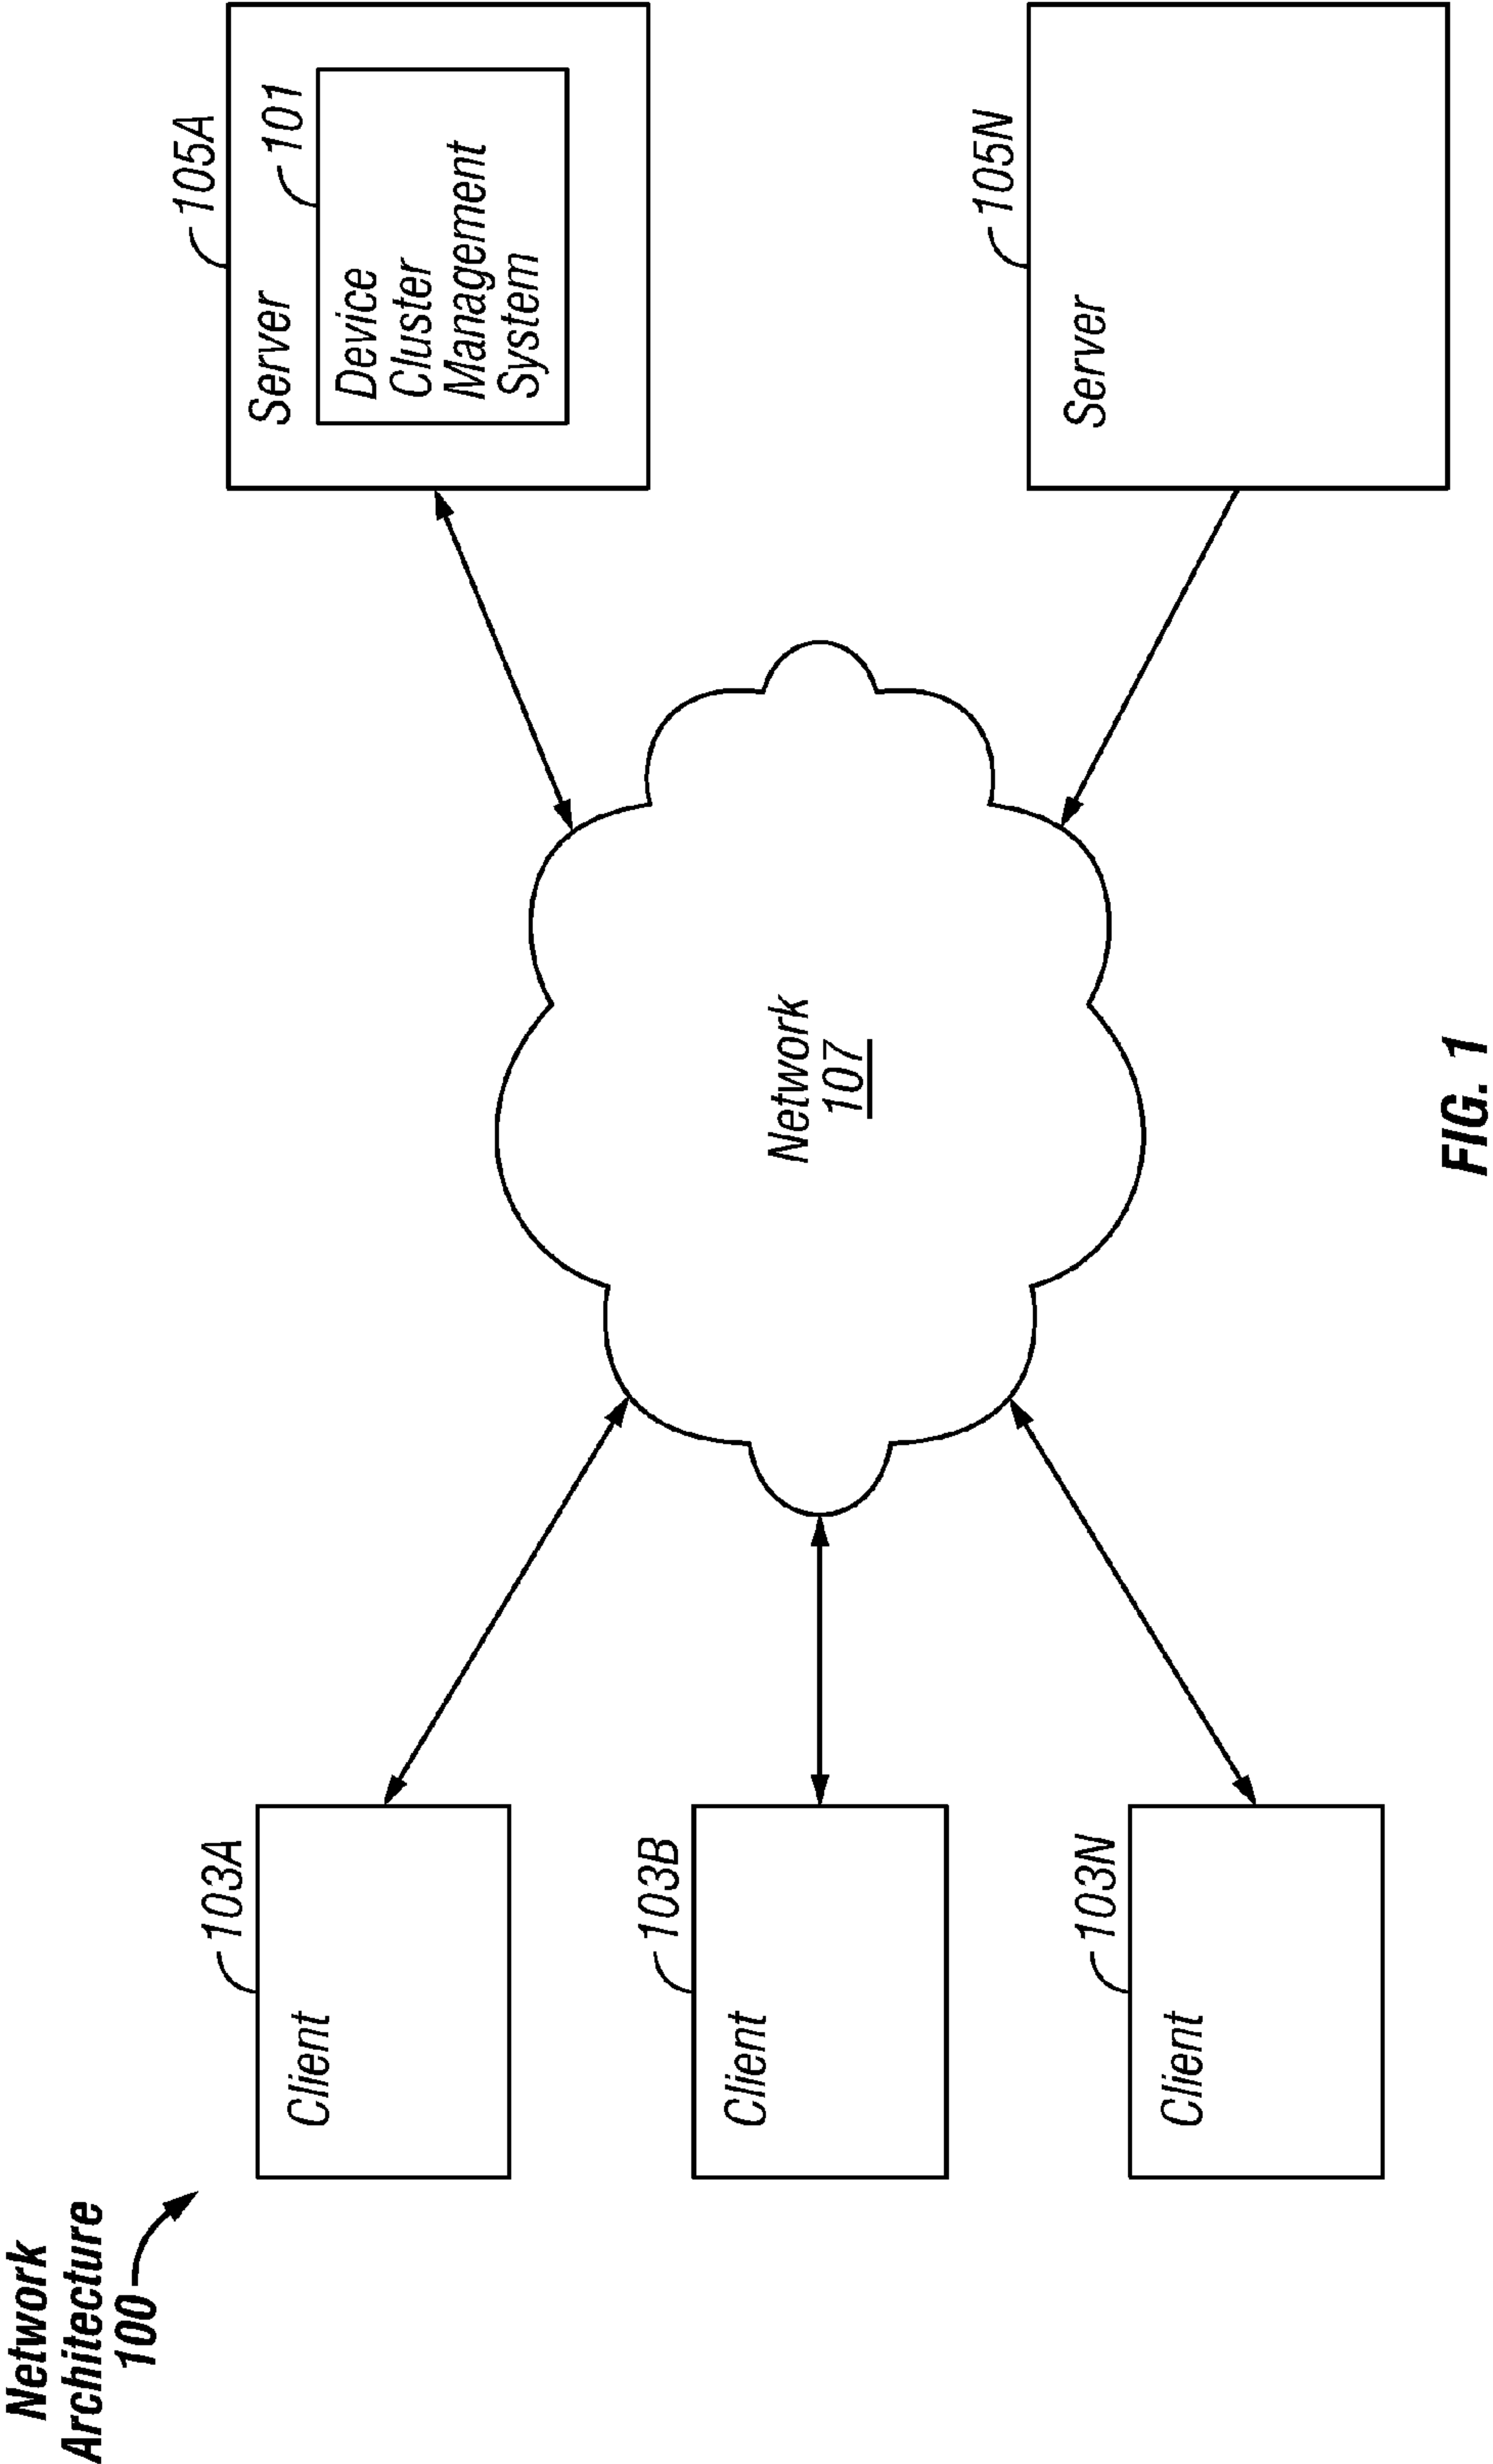 Network
Architecture
100
103A
Client
103B
Client
103N
Client
Network
107
105A
Server
101
Device
Cluster
Management
System
105N
Server
FIG. 1